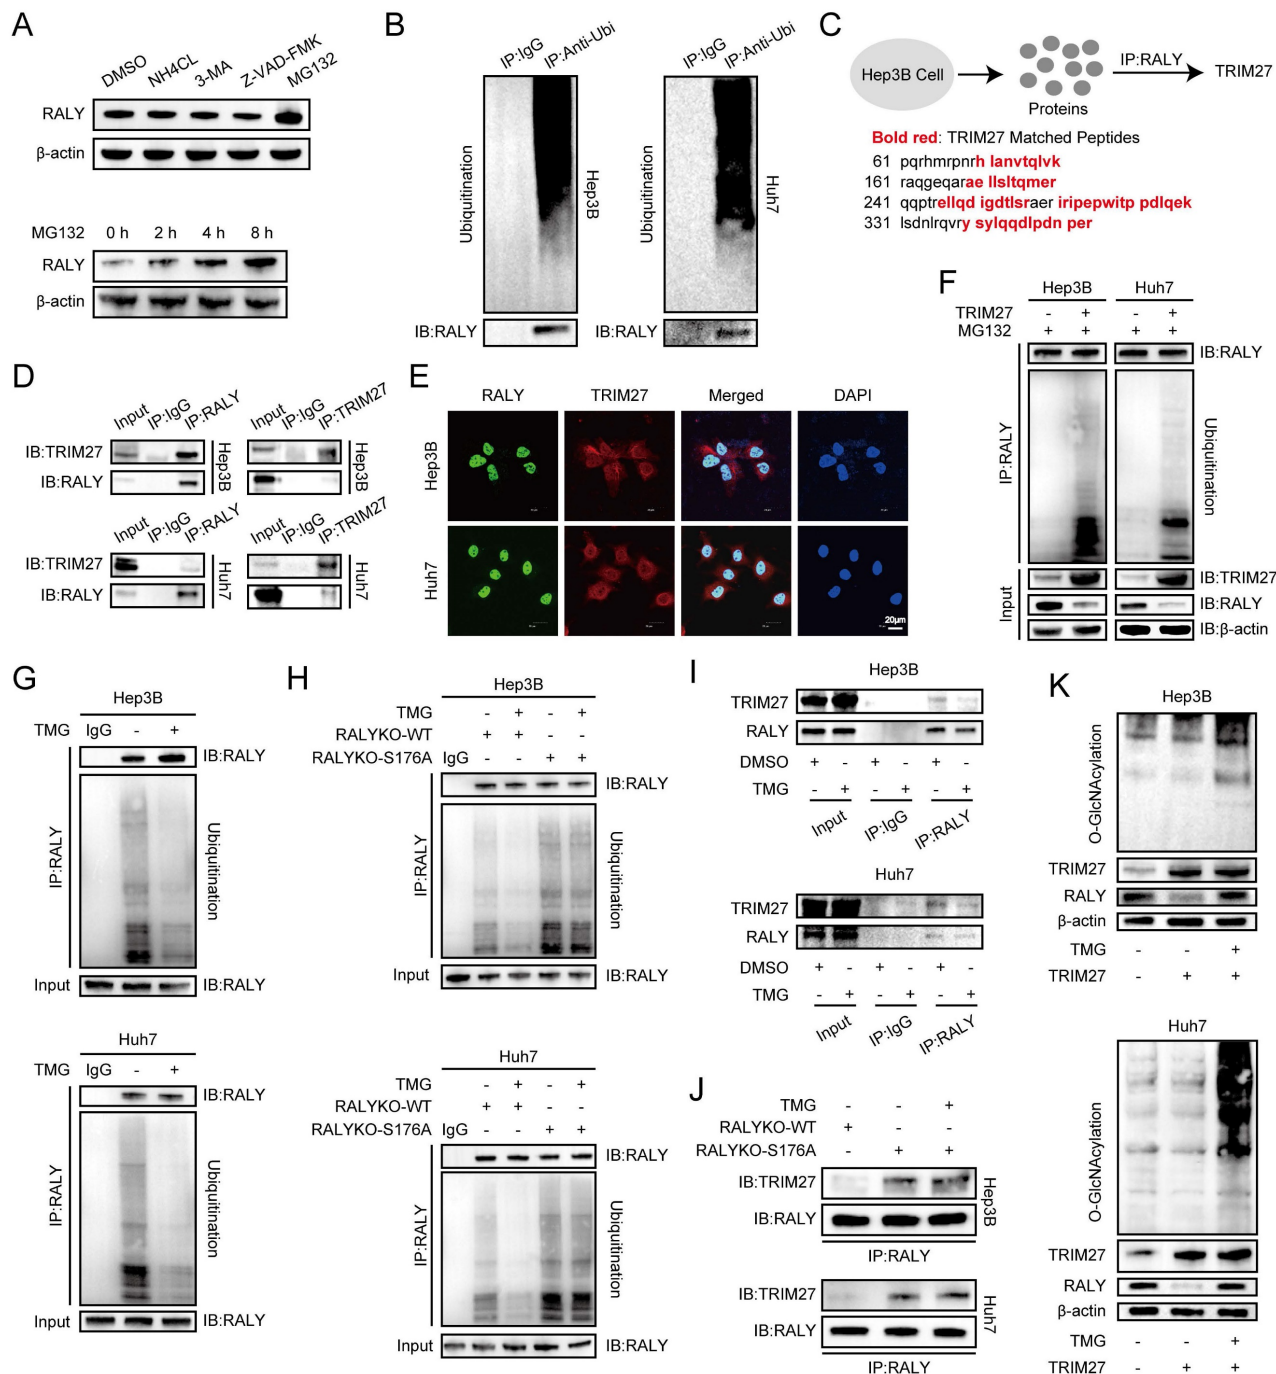 A
DMSO NH4CL 3-MA Z-VAD-FMK MG132
RALY
β-actin
MG132 0 h 2 h 4 h 8 h
RALY
β-actin
B
IP:IgG IP:Anti-Ubi
Ubiquitination
Hep3B
IB:RALY
IP:IgG IP:Anti-Ubi
Ubiquitination
Huh7
IB:RALY
C
Hep3B Cell
Proteins
IP:RALY
TRIM27
Bold red: TRIM27 Matched Peptides
61 pqrhmrpnrh lanvtqlvk
161 raqgeqarae llsltqmer
241 qqptrellqd igdtlsraer iripepwitp pdlqek
331 lsdnlrqvry sylqqdlpdn per
D
Input IP:IgG IP:RALY
IB:TRIM27
IB:RALY
Hep3B
Input IP:IgG IP:TRIM27
Hep3B
Input IP:IgG IP:RALY
IB:TRIM27
IB:RALY
Huh7
Input IP:IgG IP:TRIM27
Huh7
E
RALY TRIM27 Merged DAPI
Hep3B
Huh7
20μm
F
Hep3B Huh7
TRIM27 - + - +
MG132 + + + +
IP:RALY
IB:RALY
Ubiquitination
Input
IB:TRIM27
IB:RALY
IB:β-actin
G
Hep3B
TMG IgG - +
IP:RALY
IB:RALY
Ubiquitination
Input IB:RALY
Huh7
TMG IgG - +
IP:RALY
IB:RALY
Ubiquitination
Input IB:RALY
H
Hep3B
TMG - + - +
RALYKO-WT + + - -
RALYKO-S176A IgG - - + +
IP:RALY
IB:RALY
Ubiquitination
Input IB:RALY
Huh7
TMG - + - +
RALYKO-WT + + - -
RALYKO-S176A IgG - - + +
IP:RALY
IB:RALY
Ubiquitination
Input IB:RALY
I
Hep3B
TRIM27
RALY
DMSO + - + - + -
TMG - + - + - +
Input IP:IgG IP:RALY
Huh7
TRIM27
RALY
DMSO + - + - + -
TMG - + - + - +
Input IP:IgG IP:RALY
J
TMG - - +
RALYKO-WT + - -
RALYKO-S176A - + +
IB:TRIM27
IB:RALY
Hep3B
IP:RALY
IB:TRIM27
IB:RALY
Huh7
IP:RALY
K
Hep3B
O-GlcNAcylation
TRIM27
RALY
β-actin
TMG - - +
TRIM27 - + +
Huh7
O-GlcNAcylation
TRIM27
RALY
β-actin
TMG - - +
TRIM27 - + +